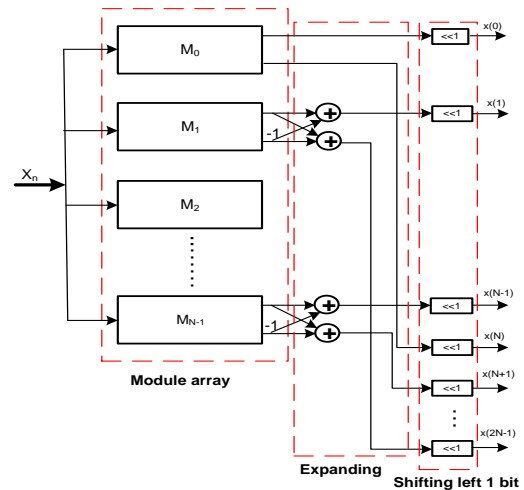 M0
<<1
x(0)
M1
-1
+
+
<<1
x(1)
Xn
M2
MN-1
-1
+
+
<<1
x(N-1)
<<1
x(N)
<<1
x(N+1)
<<1
x(2N-1)
Module array
Expanding
Shifting left 1 bit